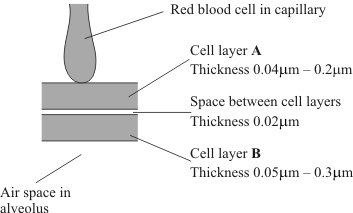 Red blood cell in capillary
Cell layer A
Thickness 0.04μm – 0.2μm
Space between cell layers
Thickness 0.02μm
Cell layer B
Thickness 0.05μm – 0.3μm
Air space in
alveolus